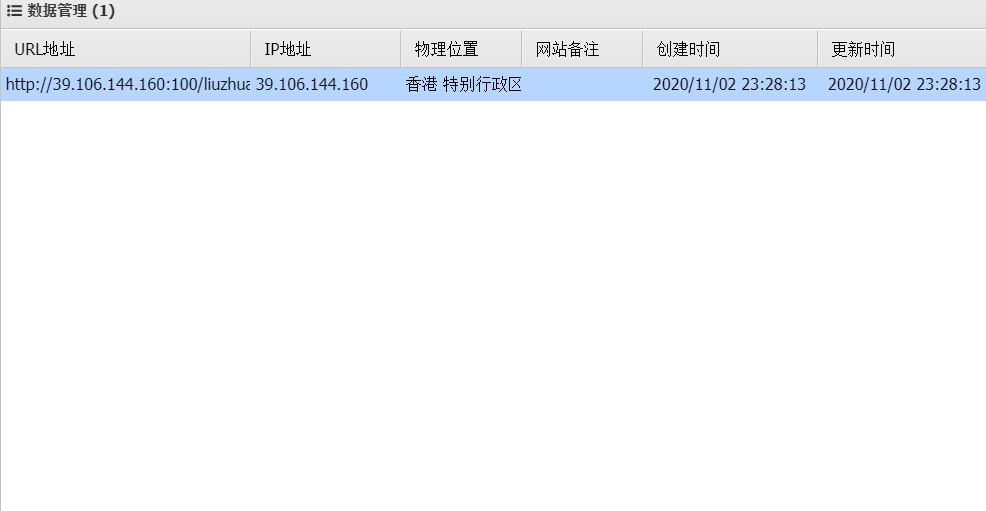 数据管理 (1)
URL地址 IP地址 物理位置 网站备注 创建时间 更新时间
http://39.106.144.160:100/liuzhua 39.106.144.160 香港 特别行政区 2020/11/02 23:28:13 2020/11/02 23:28:13